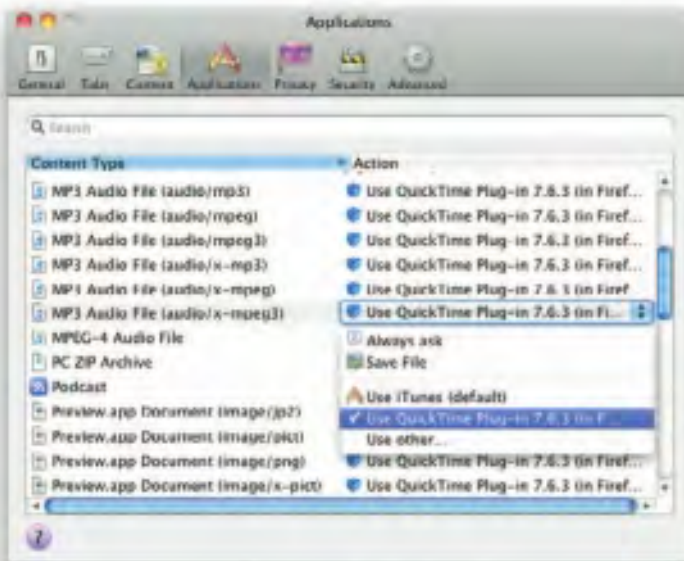 Applications
General Tabs Content Applications Privacy Security Advanced
Search
Content Type Action
MP3 Audio File (audio/mp3) Use QuickTime Plug-in 7.6.3 (in Firef...
MP3 Audio File (audio/mpeg) Use QuickTime Plug-in 7.6.3 (in Firef...
MP3 Audio File (audio/mpeg3) Use QuickTime Plug-in 7.6.3 (in Firef...
MP3 Audio File (audio/x-mp3) Use QuickTime Plug-in 7.6.3 (in Firef...
MP3 Audio File (audio/x-mpeg) Use QuickTime Plug-in 7.6.3 (in Firef
MP3 Audio File (audio/x-mpeg3) Use QuickTime Plug-in 7.6.3 (in Fi...
MPEG-4 Audio File Always ask
PC ZIP Archive Save File
Podcast Use iTunes (default)
Preview.app Document (image/jp2) Use QuickTime Plug-in 7.6.3 (in F...
Preview.app Document (image/pict) Use other...
Preview.app Document (image/png) Use QuickTime Plug-in 7.6.3 (in Firef...
Preview.app Document (image/x-pict) Use QuickTime Plug-in 7.6.3 (in Firef...
?